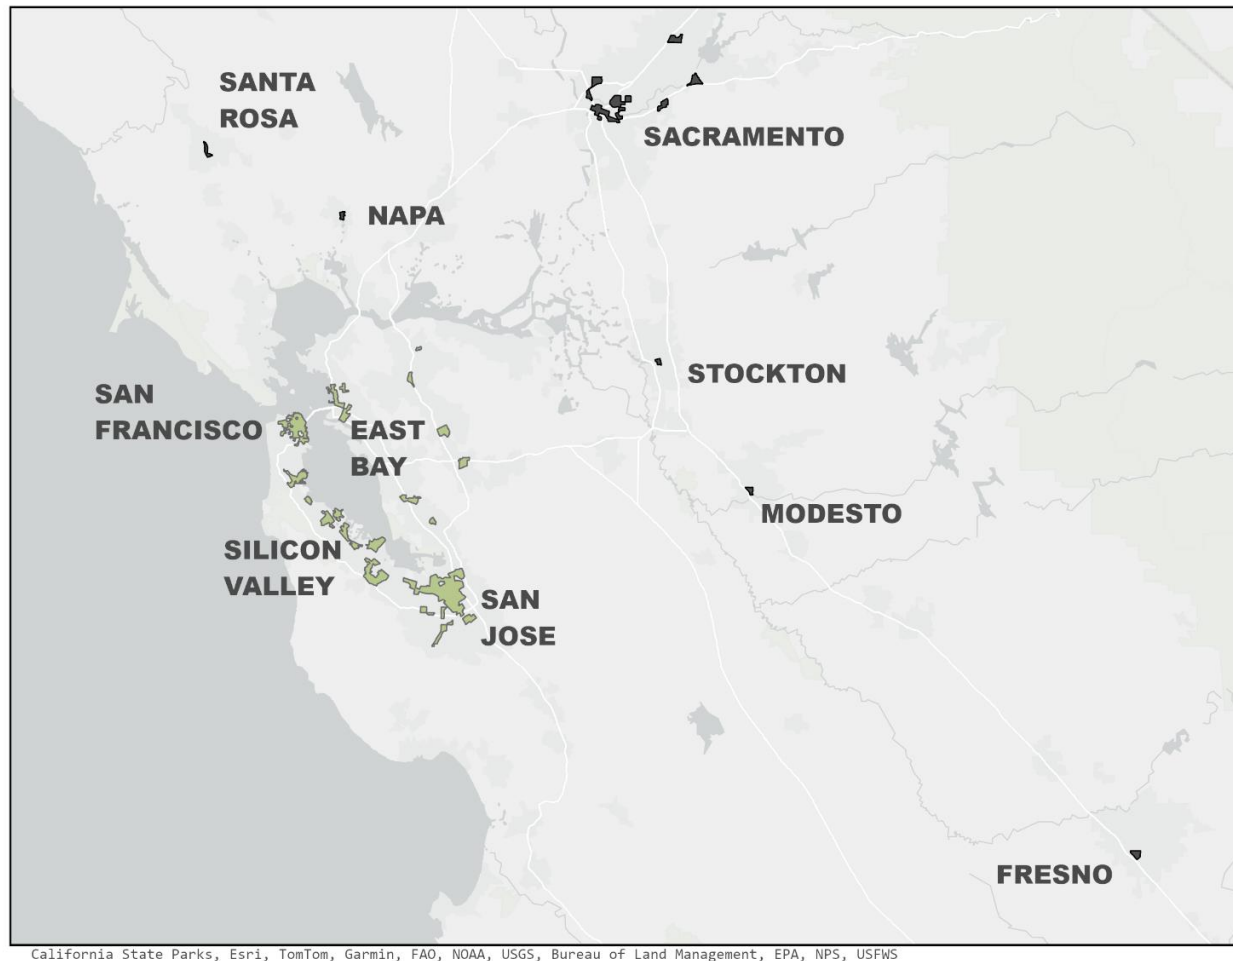 SANTA
ROSA
SACRAMENTO
NAPA
STOCKTON
SAN
FRANCISCO
EAST
BAY
MODESTO
SILICON
VALLEY
SAN
JOSE
FRESNO
California State Parks, Esri, TomTom, Garmin, FAO, NOAA, USGS, Bureau of Land Management, EPA, NPS, USFWS